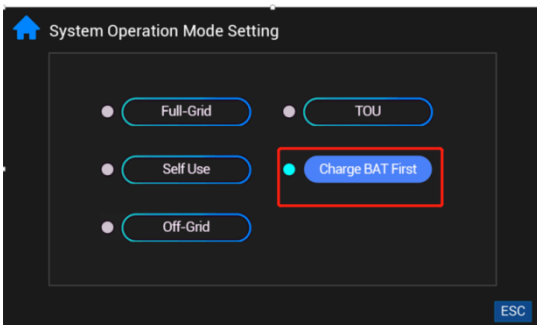 System Operation Mode Setting
Full-Grid
TOU
Self Use
Charge BAT First
Off-Grid
ESC